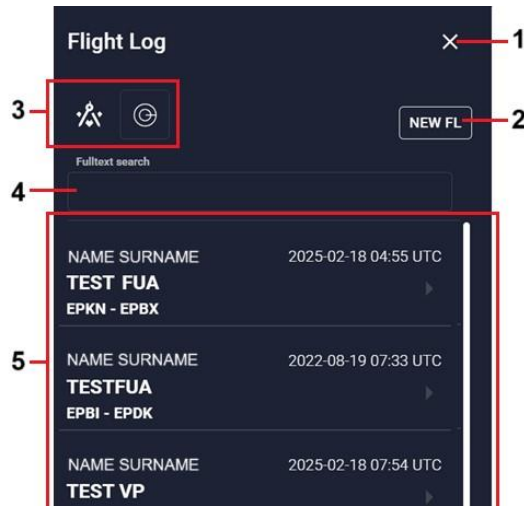 Flight Log
1
3
NEW FL
2
Fulltext search
4
NAME SURNAME 2025-02-18 04:55 UTC
TEST FUA
EPKN - EPBX
5
NAME SURNAME 2022-08-19 07:33 UTC
TESTFUA
EPBI - EPDK
NAME SURNAME 2025-02-18 07:54 UTC
TEST VP